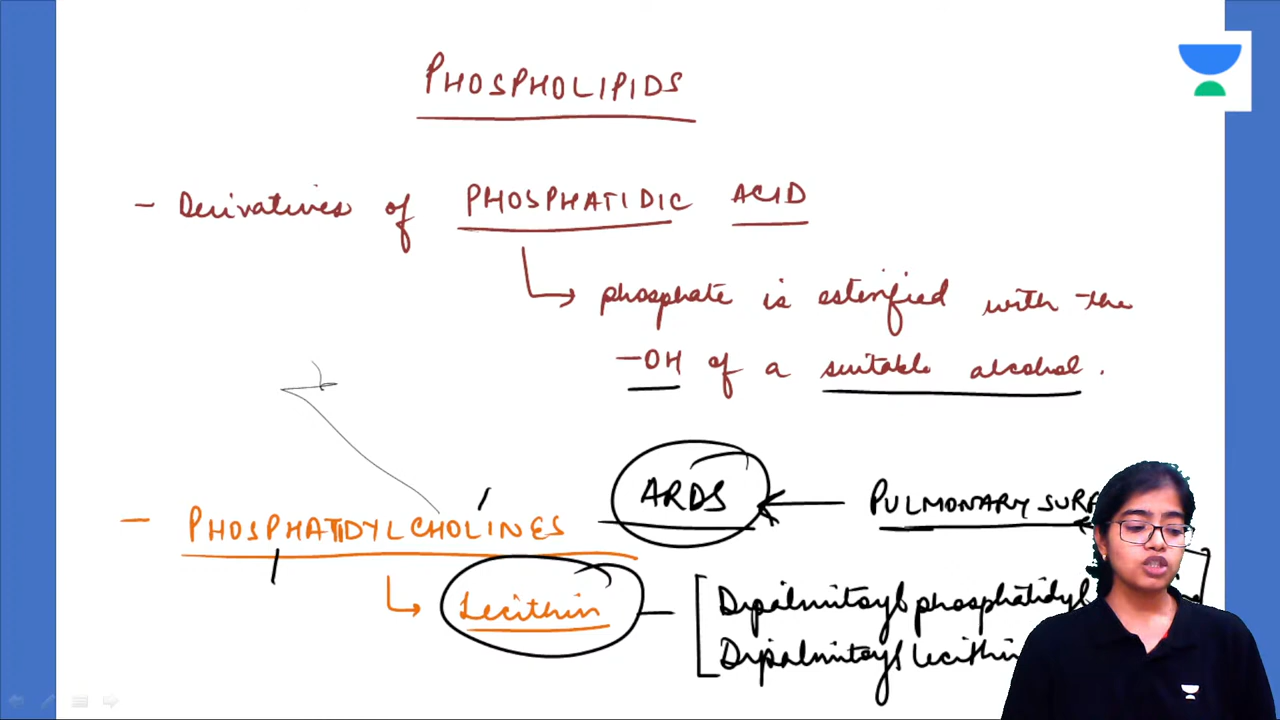 PHOSPHOLIPIDS
- Derivatives of PHOSPHATIDIC ACID
phosphate is esterified with the
-OH of a suitable alcohol.
ARDS ← PULMONARY
- PHOSPHATIDYLCHOLINES
Lecithin
Dipalmitoyl phosphatidyl
Dipalmitoyl lecithin